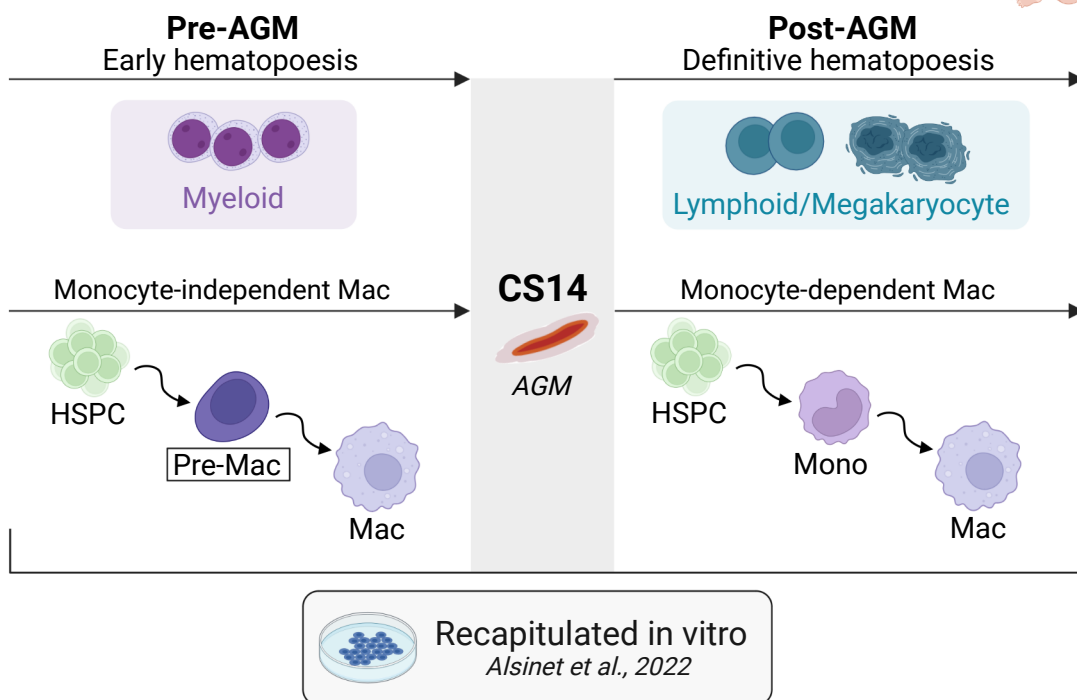 Pre-AGM
Early hematopoesis
Post-AGM
Definitive hematopoesis
Myeloid
Lymphoid/Megakaryocyte
Monocyte-independent Mac
CS14
AGM
Monocyte-dependent Mac
HSPC
Pre-Mac
Mac
HSPC
Mono
Mac
Recapitulated in vitro
Alsinet et al., 2022